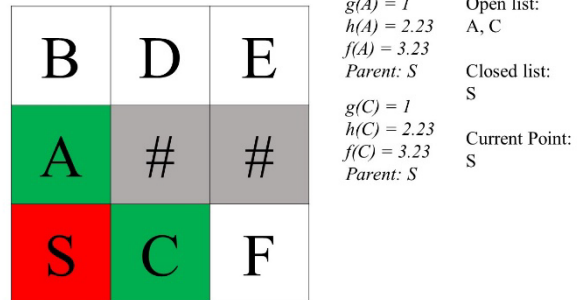 B D E
A # #
S C F
g(A) = 1
h(A) = 2.23
f(A) = 3.23
Parent: S
g(C) = 1
h(C) = 2.23
f(C) = 3.23
Parent: S
Open list:
A, C
Closed list:
S
Current Point:
S